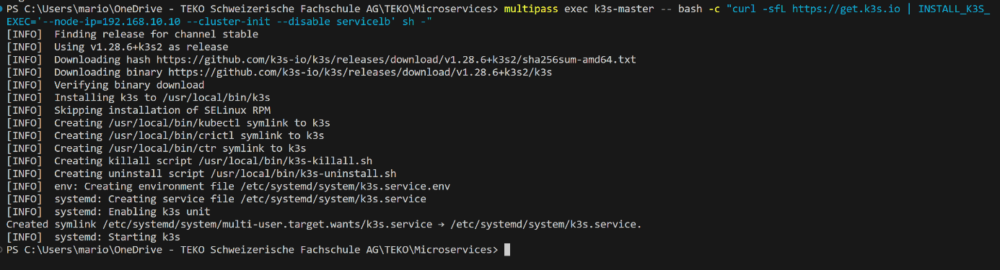 PS C:\Users\mario\OneDrive - TEKO Schweizerische Fachschule AG\TEKO\Microservices> multipass exec k3s-master -- bash -c "curl -sfL https://get.k3s.io | INSTALL_K3S_
EXEC='--node-ip=192.168.10.10 --cluster-init --disable servicelb' sh -"
[INFO]  Finding release for channel stable
[INFO]  Using v1.28.6+k3s2 as release
[INFO]  Downloading hash https://github.com/k3s-io/k3s/releases/download/v1.28.6+k3s2/sha256sum-amd64.txt
[INFO]  Downloading binary https://github.com/k3s-io/k3s/releases/download/v1.28.6+k3s2/k3s
[INFO]  Verifying binary download
[INFO]  Installing k3s to /usr/local/bin/k3s
[INFO]  Skipping installation of SELinux RPM
[INFO]  Creating /usr/local/bin/kubectl symlink to k3s
[INFO]  Creating /usr/local/bin/crictl symlink to k3s
[INFO]  Creating /usr/local/bin/ctr symlink to k3s
[INFO]  Creating killall script /usr/local/bin/k3s-killall.sh
[INFO]  Creating uninstall script /usr/local/bin/k3s-uninstall.sh
[INFO]  env: Creating environment file /etc/systemd/system/k3s.service.env
[INFO]  systemd: Creating service file /etc/systemd/system/k3s.service
[INFO]  systemd: Enabling k3s unit
Created symlink /etc/systemd/system/multi-user.target.wants/k3s.service → /etc/systemd/system/k3s.service.
[INFO]  systemd: Starting k3s
PS C:\Users\mario\OneDrive - TEKO Schweizerische Fachschule AG\TEKO\Microservices>